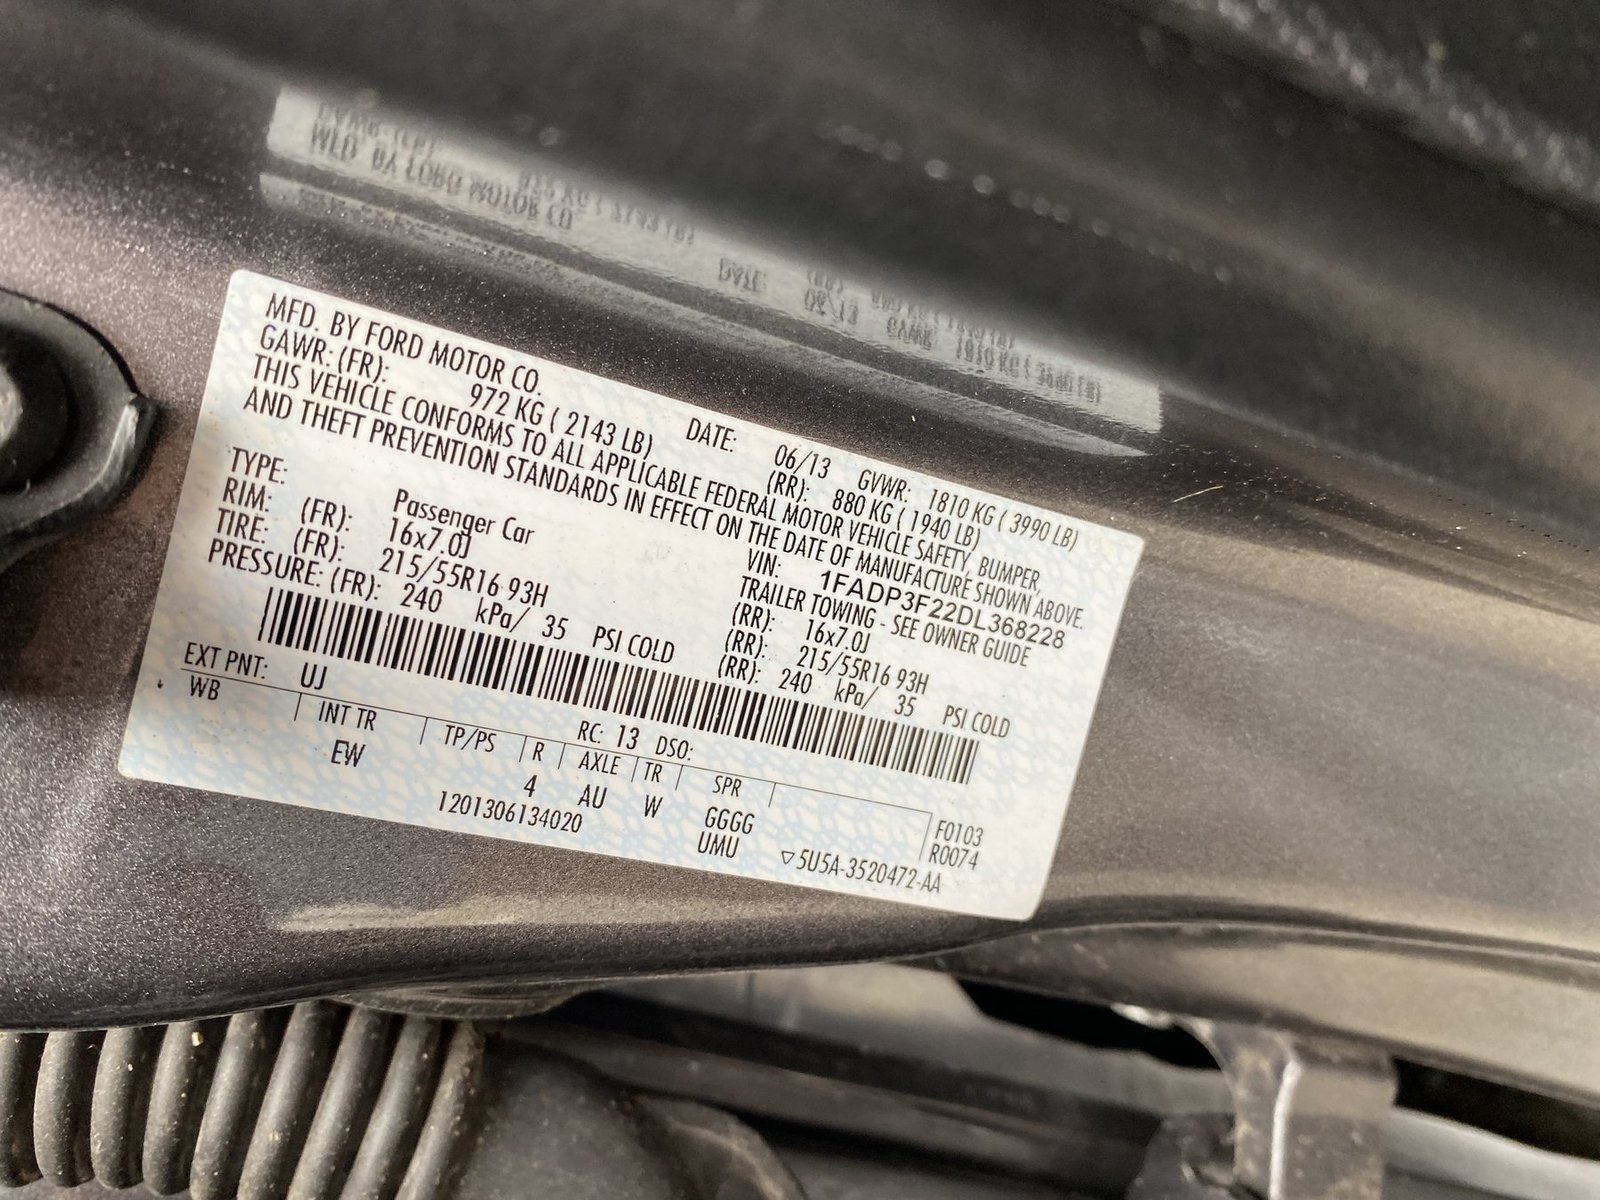 MFD. BY FORD MOTOR CO. DATE: 06/13 GVWR: 1810 KG ( 3990 LB)
GAWR: (FR): 972 KG ( 2143 LB) (RR): 880 KG ( 1940 LB)
THIS VEHICLE CONFORMS TO ALL APPLICABLE FEDERAL MOTOR VEHICLE SAFETY, BUMPER,
AND THEFT PREVENTION STANDARDS IN EFFECT ON THE DATE OF MANUFACTURE SHOWN ABOVE.
VIN: 1FADP3F22DL368228
TYPE: Passenger Car TRAILER TOWING - SEE OWNER GUIDE
RIM: (FR): 16x7.0J (RR): 16x7.0J
TIRE: (FR): 215/55R16 93H (RR): 215/55R16 93H
PRESSURE: (FR): 240 kPa/ 35 PSI COLD (RR): 240 kPa/ 35 PSI COLD
EXT PNT: UJ RC: 13 DSO:
WB INT TR TP/PS R AXLE TR SPR
EW 4 AU W GGGG F0103
1201306134020 UMU R0074
▽5U5A-3520472-AA